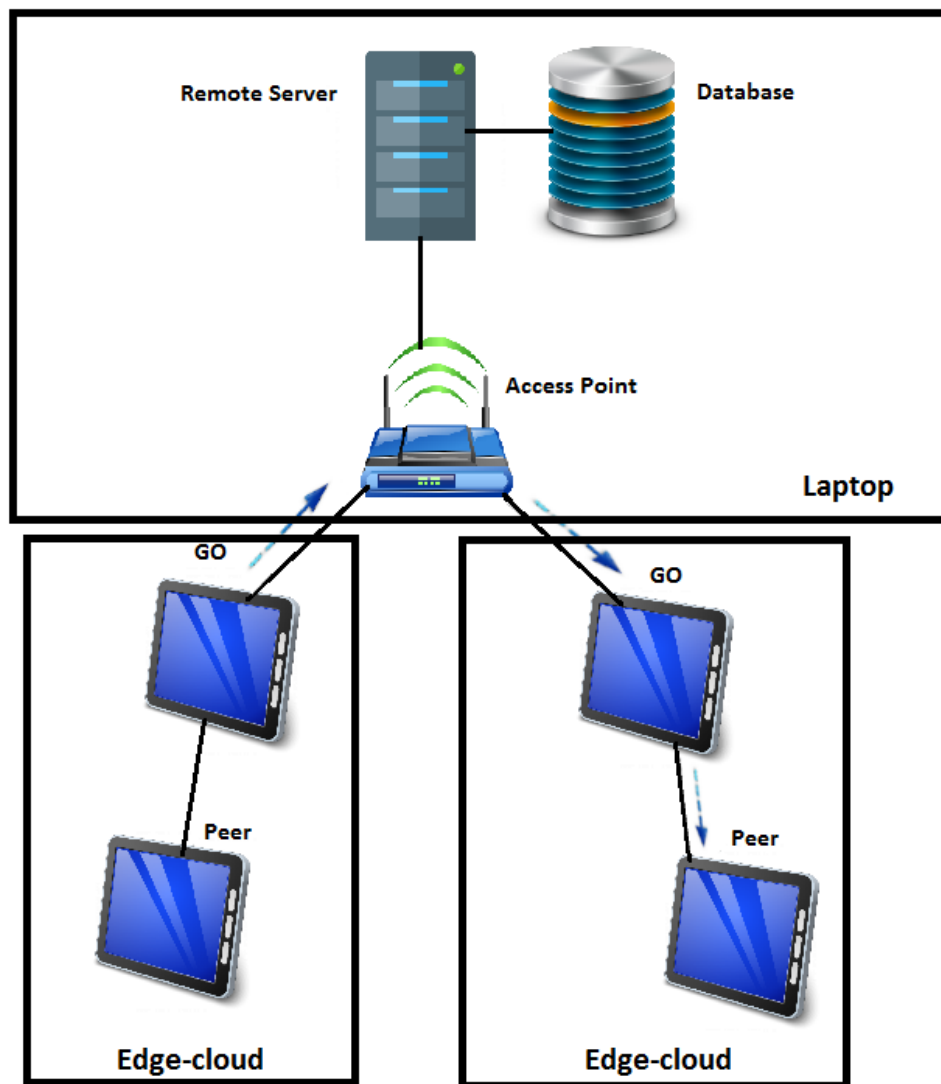 Remote Server
Database
Access Point
Laptop
GO
GO
Peer
Peer
Edge-cloud
Edge-cloud